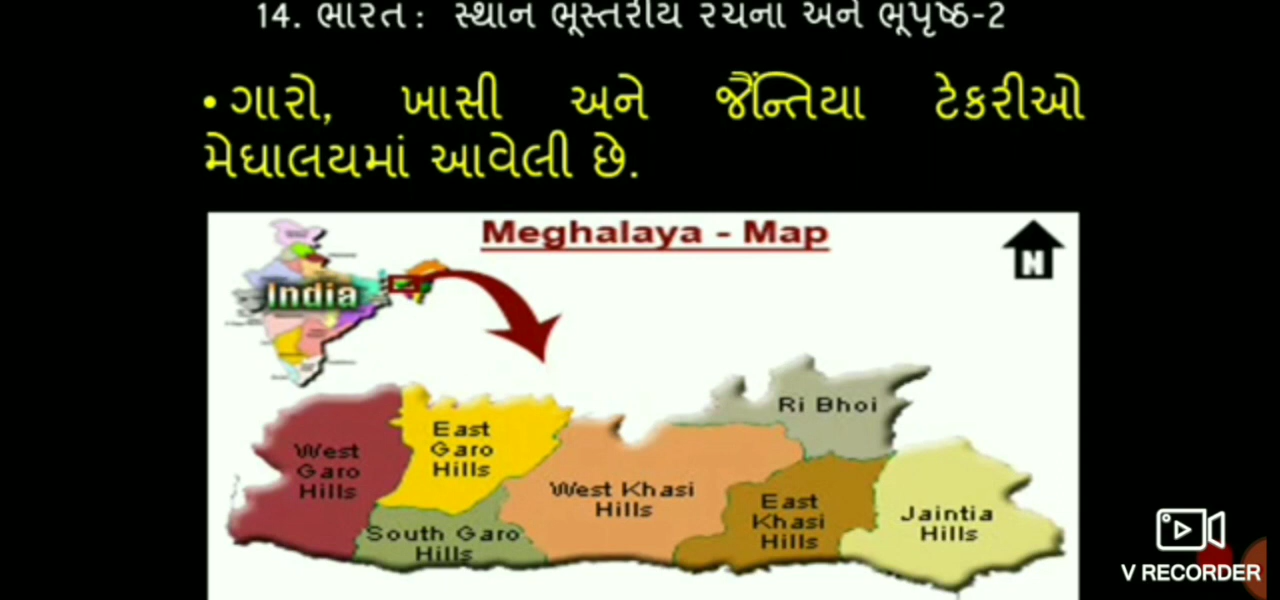 14. ભારત : સ્થાન ભૂસ્તરીય રચના અને ભૂપૃષ્ઠ-2
• ગારો, ખાસી અને જૈંન્તિયા ટેકરીઓ
મેઘાલયમાં આવેલી છે.
Meghalaya - Map
N
India
Ri Bhoi
East
Garo
Hills
West
Garo
Hills
West Khasi
Hills
East
Khasi
Hills
Jaintia
Hills
South Garo
Hills
V RECORDER